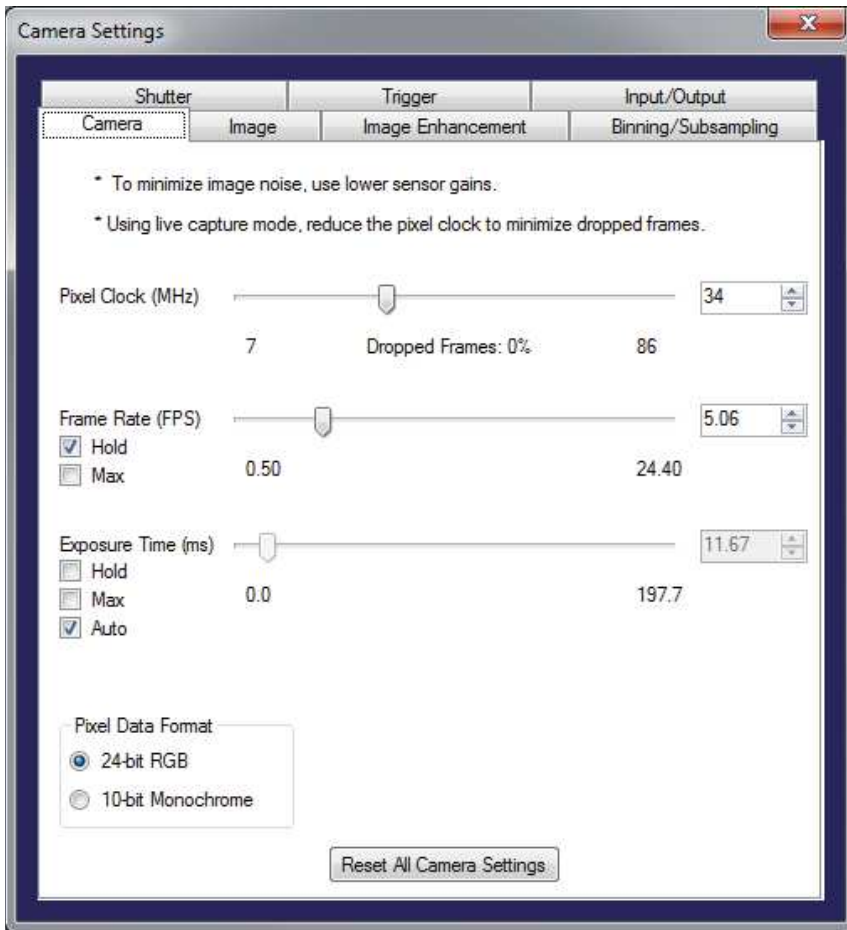 Camera Settings
Shutter Trigger Input/Output
Camera Image Image Enhancement Binning/Subsampling
* To minimize image noise, use lower sensor gains.
* Using live capture mode, reduce the pixel clock to minimize dropped frames.
Pixel Clock (MHz) 34
7 Dropped Frames: 0% 86
Frame Rate (FPS) 5.06
Hold
Max 0.50 24.40
Exposure Time (ms) 11.67
Hold
Max 0.0 197.7
Auto
Pixel Data Format
24-bit RGB
10-bit Monochrome
Reset All Camera Settings